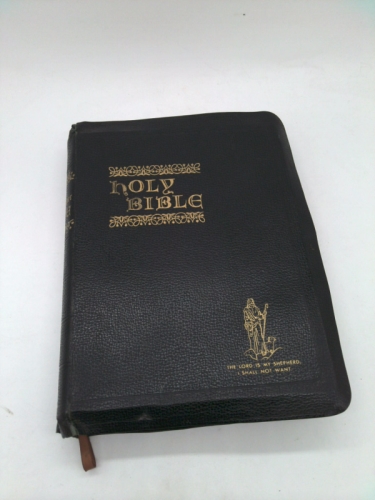 HOLY
BIBLE
THE LORD IS MY SHEPHERD,
I SHALL NOT WANT.